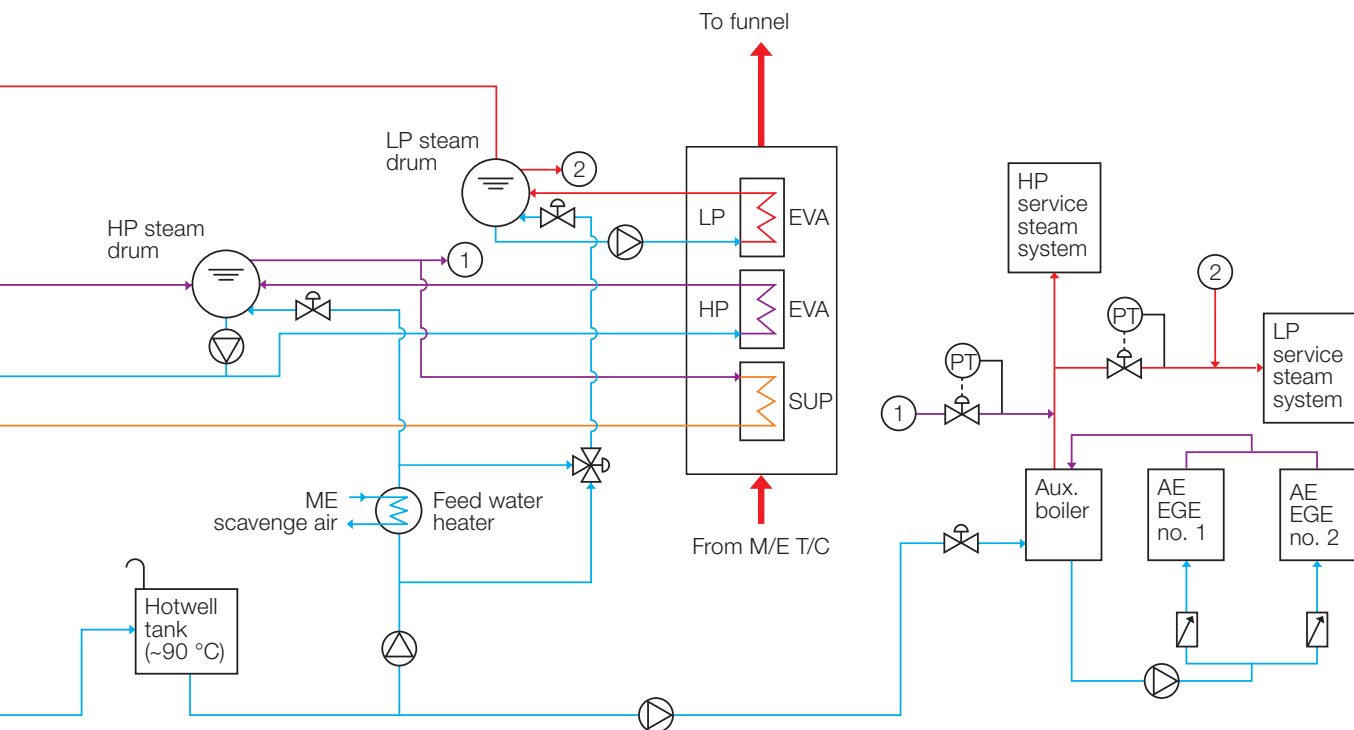 To funnel
LP steam
drum
2
LP
EVA
HP steam
drum
1
HP
EVA
SUP
ME
scavenge air
Feed water
heater
From M/E T/C
Hotwell
tank
(~90 °C)
HP
service
steam
system
2
PT
PT
LP
service
steam
system
1
Aux.
boiler
AE
EGE
no. 1
AE
EGE
no. 2